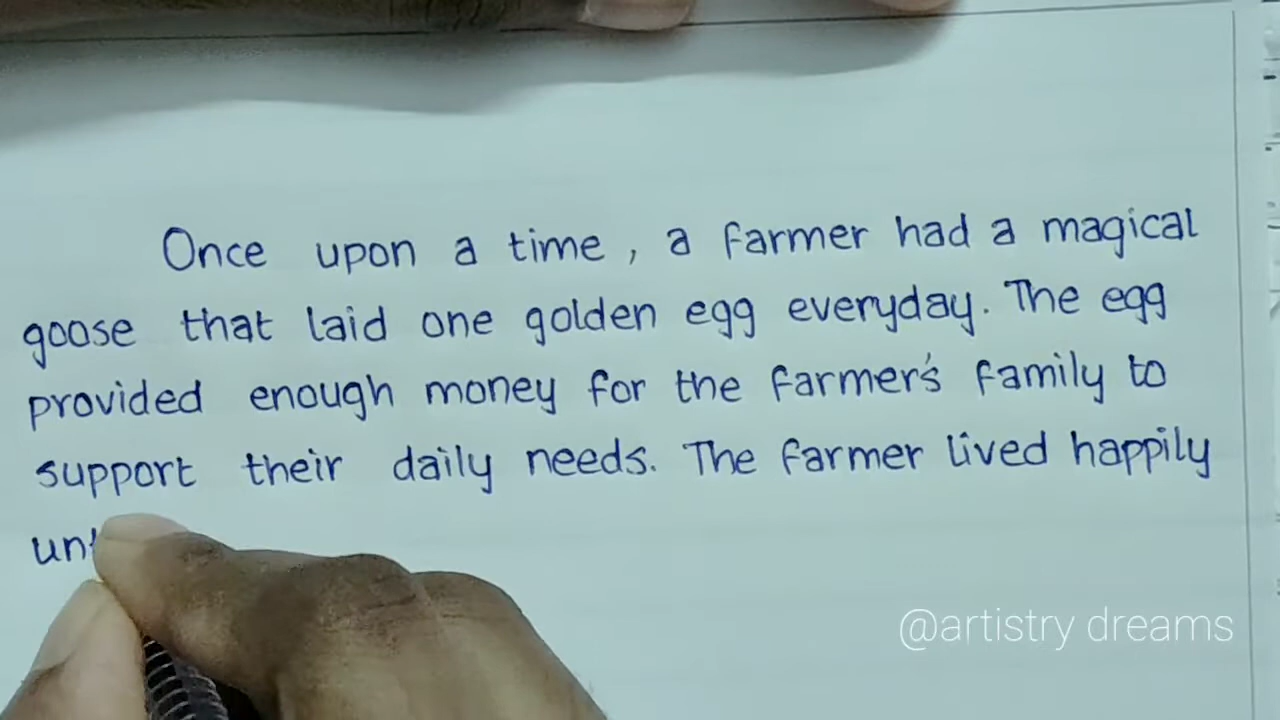 Once upon a time, a farmer had a magical
goose that laid one golden egg everyday. The egg
provided enough money for the farmer's family to
support their daily needs. The farmer lived happily
@artistry dreams